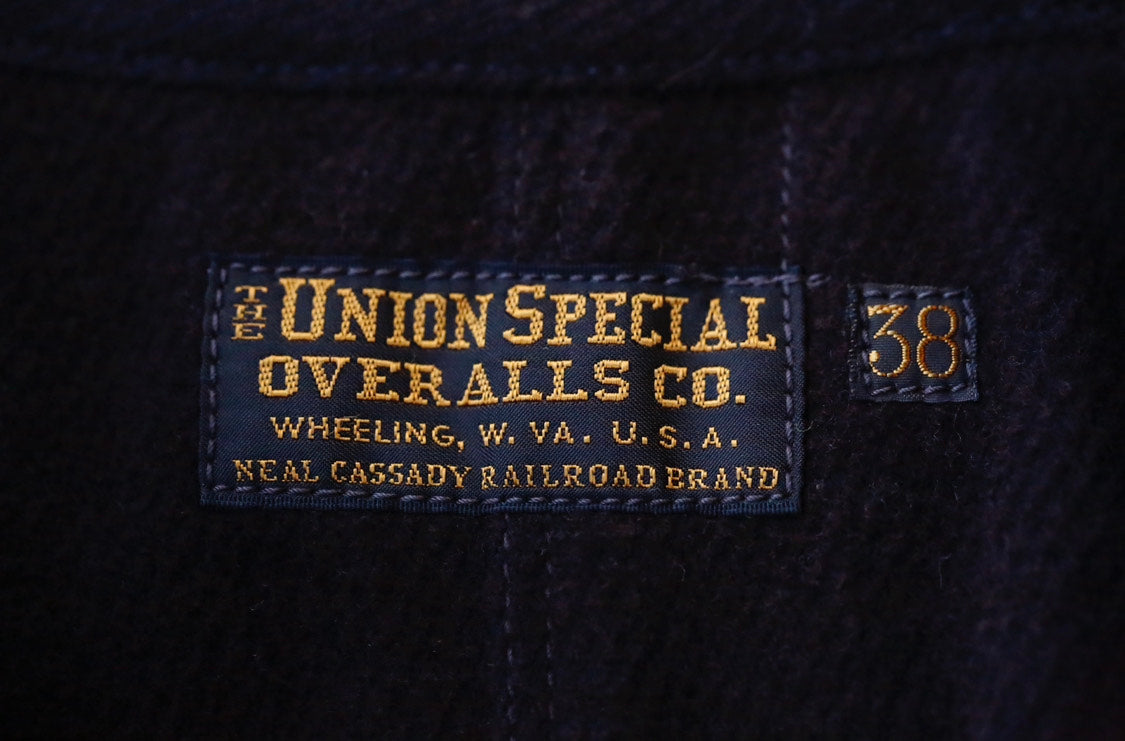 THE UNION SPECIAL
OVERALLS CO.
WHEELING, W. VA. U.S.A.
NEAL CASSADY RAILROAD BRAND
38